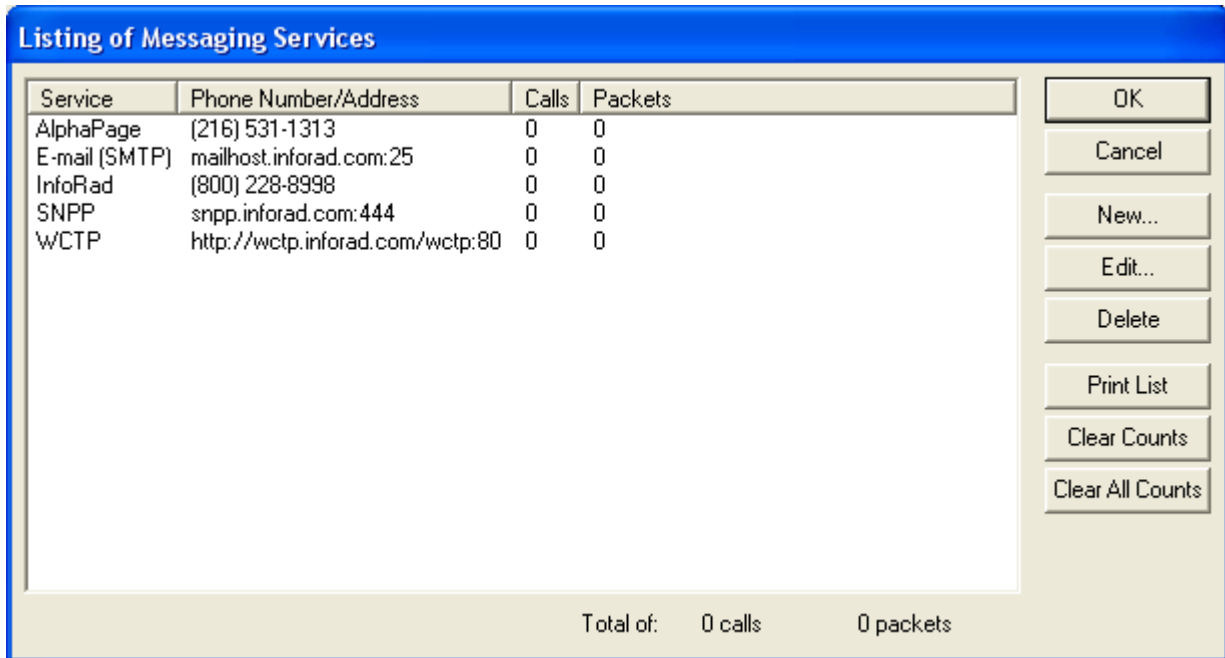 Listing of Messaging Services
Service Phone Number/Address Calls Packets
AlphaPage (216) 531-1313 0 0
E-mail (SMTP) mailhost.inforad.com:25 0 0
InfoRad (800) 228-8998 0 0
SNPP snpp.inforad.com:444 0 0
WCTP http://wctp.inforad.com/wctp:80 0 0
OK
Cancel
New...
Edit...
Delete
Print List
Clear Counts
Clear All Counts
Total of: 0 calls 0 packets